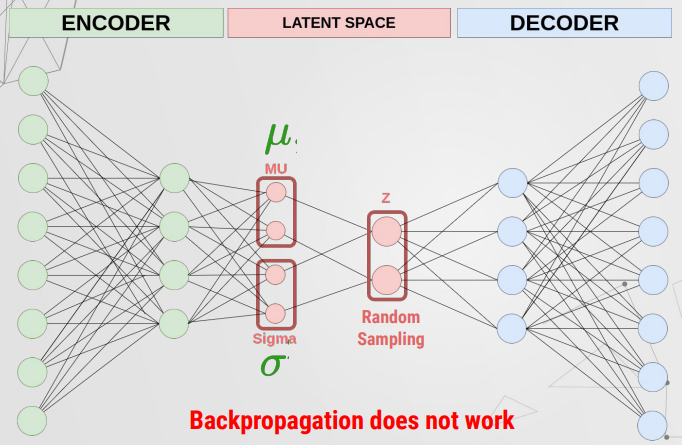 ENCODER
LATENT SPACE
DECODER
μ
MU
Z
Random
Sampling
Sigma
σ
Backpropagation does not work